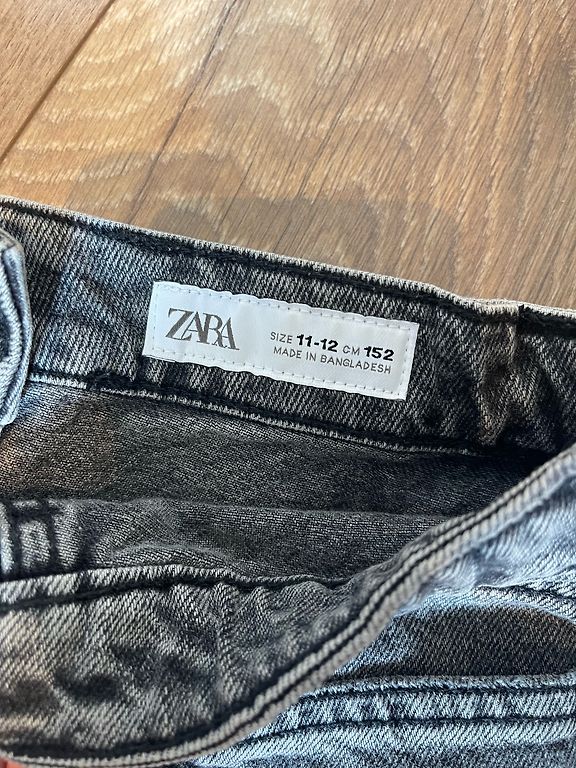 ZARA
SIZE 11-12 CM 152
MADE IN BANGLADESH